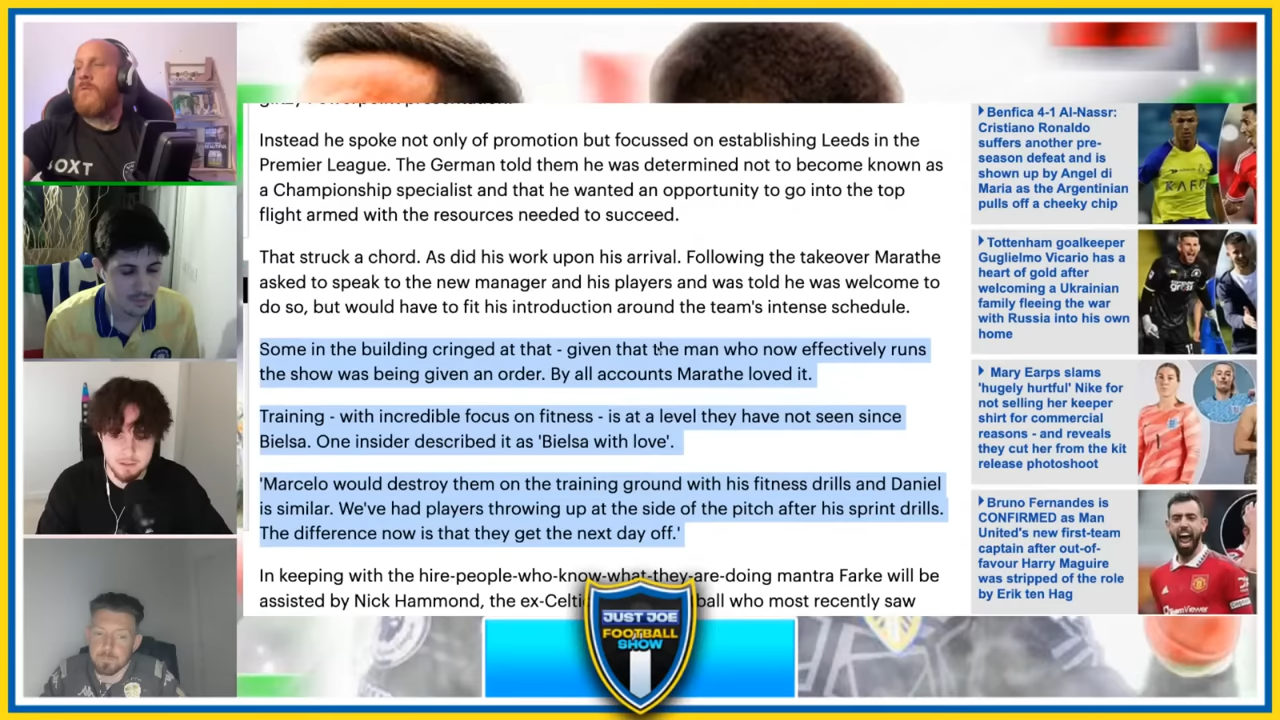 Instead he spoke not only of promotion but focussed on establishing Leeds in the
Premier League. The German told them he was determined not to become known as
a Championship specialist and that he wanted an opportunity to go into the top
flight armed with the resources needed to succeed.
That struck a chord. As did his work upon his arrival. Following the takeover Marathe
asked to speak to the new manager and his players and was told he was welcome to
do so, but would have to fit his introduction around the team's intense schedule.
Some in the building cringed at that - given that the man who now effectively runs
the show was being given an order. By all accounts Marathe loved it.
Training - with incredible focus on fitness - is at a level they have not seen since
Bielsa. One insider described it as 'Bielsa with love'.
'Marcelo would destroy them on the training ground with his fitness drills and Daniel
is similar. We've had players throwing up at the side of the pitch after his sprint drills.
The difference now is that they get the next day off.'
In keeping with the hire-people-who-know-what-they-are-doing mantra Farke will be
assisted by Nick Hammond, the ex-Celti ball who most recently saw
Benfica 4-1 Al-Nassr:
Cristiano Ronaldo
suffers another pre-
season defeat and is
shown up by Angel di
Maria as the Argentinian
pulls off a cheeky chip
Tottenham goalkeeper
Guglielmo Vicario has a
heart of gold after
welcoming a Ukrainian
family fleeing the war
with Russia into his own
home
Mary Earps slams
'hugely hurtful' Nike for
not selling her keeper
shirt for commercial
reasons - and reveals
they cut her from the kit
release photoshoot
Bruno Fernandes is
CONFIRMED as Man
United's new first-team
captain after out-of-
favour Harry Maguire
was stripped of the role
by Erik ten Hag
TeamViewer
BOXT
JUST JOE
FOOTBALL
SHOW